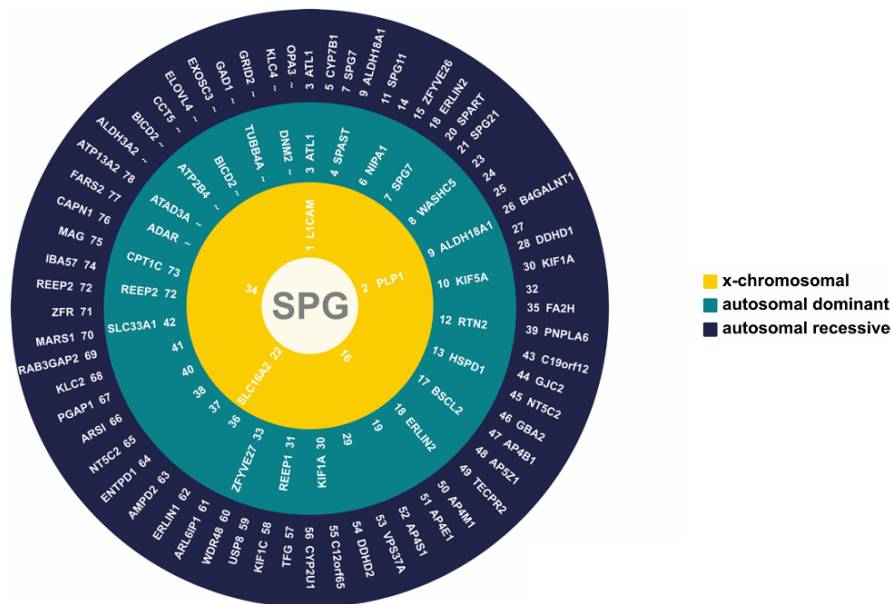 SPG
1 L1CAM
2 PLP1
16
SLC16A2 22
34
3 ATL1
4 SPAST
6 NIPA1
7 SPG7
8 WASHC5
9 ALDH18A1
10 KIF5A
12 RTN2
13 HSPD1
17 BSCL2
18 ERLIN2
19
29
KIF1A 30
REEP1 31
ZFYVE27 33
36
37
38
40
41
SLC33A1 42
REEP2 72
CPT1C 73
ADAR ~
ATAD3A ~
ATP2B4 ~
BICD2 ~
TUBB4A ~
DNM2 ~
3 ATL1
5 CYP7B1
7 SPG7
9 ALDH18A1
11 SPG11
14
15 ZFYVE26
18 ERLIN2
20 SPART
21 SPG21
23
24
25
26 B4GALNT1
27
28 DDHD1
30 KIF1A
32
35 FA2H
39 PNPLA6
43 C19orf12
44 GJC2
45 NT5C2
46 GBA2
47 AP4B1
48 AP5Z1
49 TECPR2
50 AP4M1
51 AP4E1
52 AP4S1
53 VPS37A
54 DDHD2
55 C12orf65
56 CYP2U1
TFG 57
KIF1C 58
USP8 59
WDR48 60
ARL6IP1 61
ERLIN1 62
AMPD2 63
ENTPD1 64
NT5C2 65
ARSI 66
PGAP1 67
KLC2 68
RAB3GAP2 69
MARS1 70
ZFR 71
REEP2 72
IBA57 74
MAG 75
CAPN1 76
FARS2 77
ATP13A2 78
ALDH3A2 ~
BICD2 ~
CCT5 ~
ELOVL4 ~
EXOSC3 ~
GAD1 ~
GRID2 ~
KLC4 ~
OPA3 ~
x-chromosomal
autosomal dominant
autosomal recessive